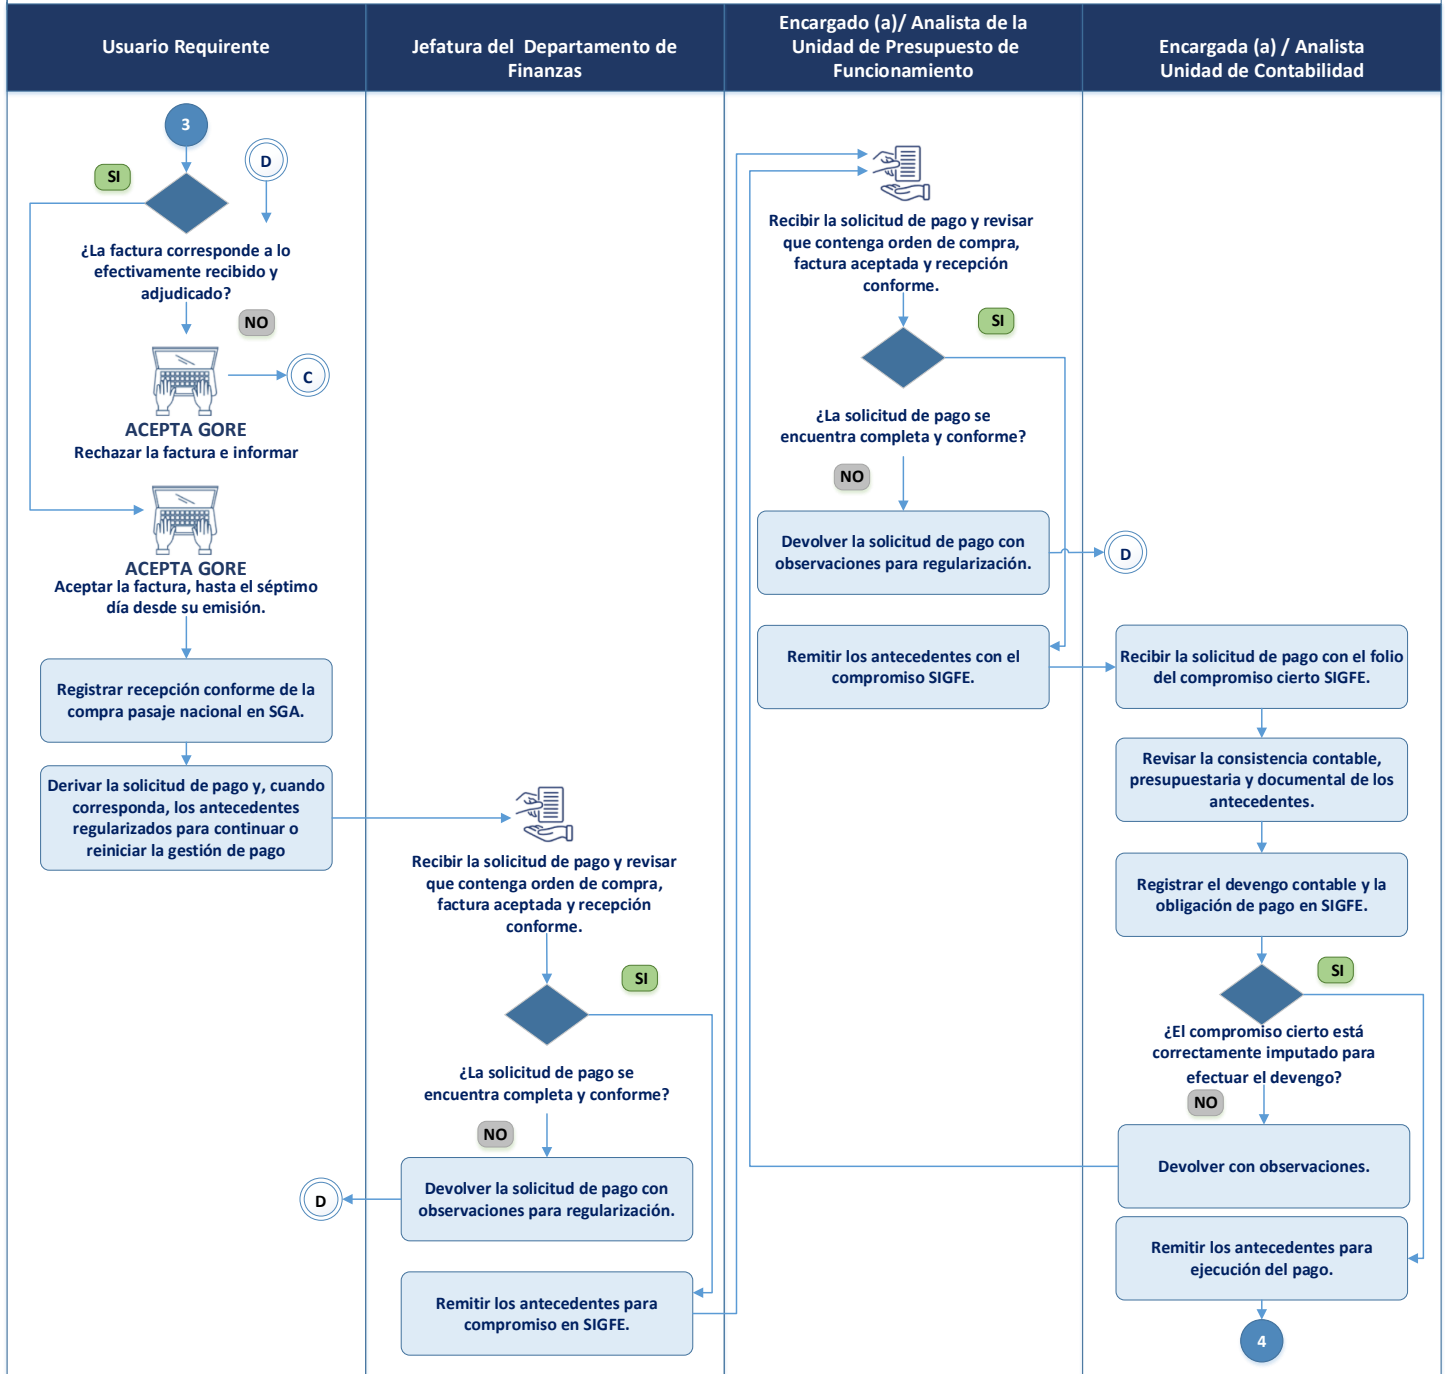 Usuario Requirente
Jefatura del Departamento de
Finanzas
Encargado (a)/ Analista de la
Unidad de Presupuesto de
Funcionamiento
Encargada (a) / Analista
Unidad de Contabilidad
3
D
SI
¿La factura corresponde a lo
efectivamente recibido y
adjudicado?
NO
C
ACEPTA GORE
Rechazar la factura e informar
ACEPTA GORE
Aceptar la factura, hasta el séptimo
día desde su emisión.
Registrar recepción conforme de la
compra pasaje nacional en SGA.
Derivar la solicitud de pago y, cuando
corresponda, los antecedentes
regularizados para continuar o
reiniciar la gestión de pago
Recibir la solicitud de pago y revisar
que contenga orden de compra,
factura aceptada y recepción
conforme.
SI
¿La solicitud de pago se
encuentra completa y conforme?
NO
Devolver la solicitud de pago con
observaciones para regularización.
D
Remitir los antecedentes para
compromiso en SIGFE.
Recibir la solicitud de pago y revisar
que contenga orden de compra,
factura aceptada y recepción
conforme.
SI
¿La solicitud de pago se
encuentra completa y conforme?
NO
Devolver la solicitud de pago con
observaciones para regularización.
D
Remitir los antecedentes con el
compromiso SIGFE.
Recibir la solicitud de pago con el folio
del compromiso cierto SIGFE.
Revisar la consistencia contable,
presupuestaria y documental de los
antecedentes.
Registrar el devengo contable y la
obligación de pago en SIGFE.
SI
¿El compromiso cierto está
correctamente imputado para
efectuar el devengo?
NO
Devolver con observaciones.
Remitir los antecedentes para
ejecución del pago.
4